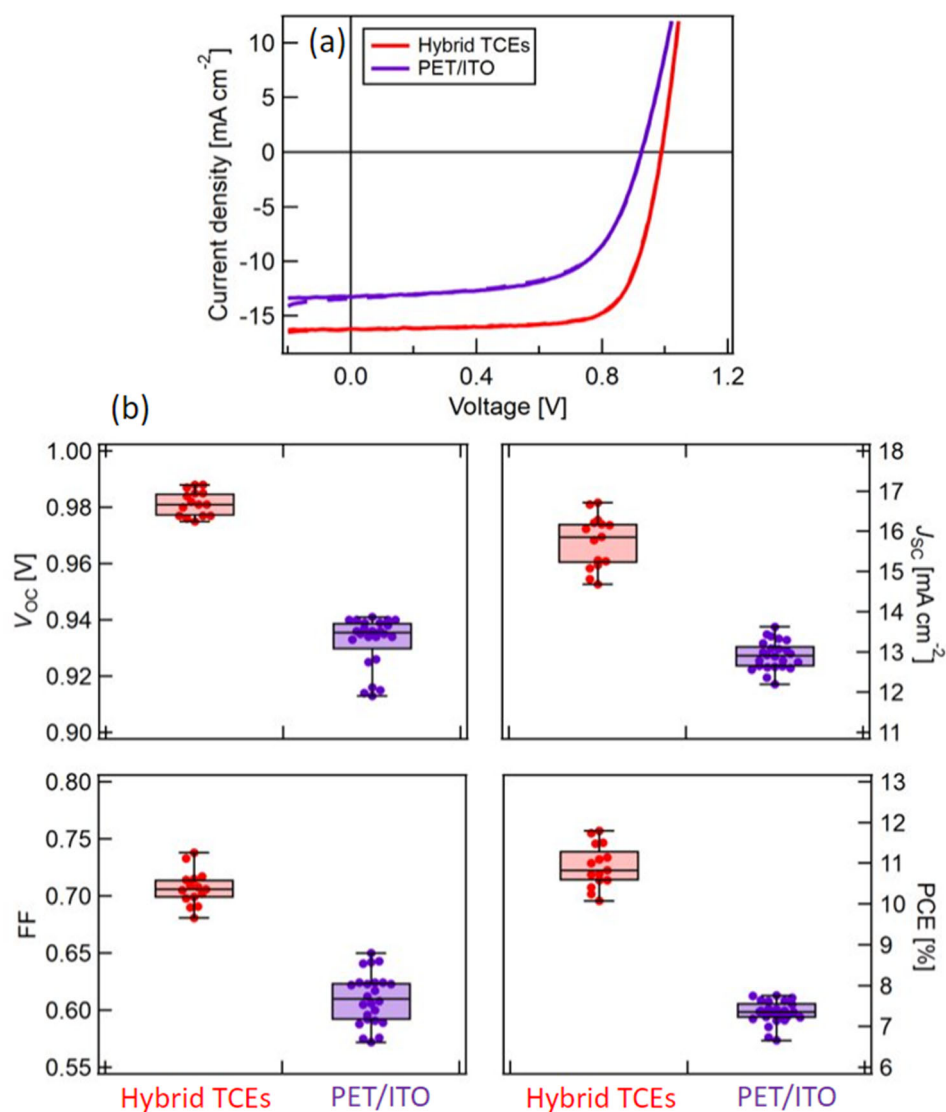 (a)
Hybrid TCEs
PET/ITO
Current density [mA cm⁻²]
10
5
0
-5
-10
-15
0.0 0.4 0.8 1.2
Voltage [V]
(b)
V_OC [V]
1.00
0.98
0.96
0.94
0.92
0.90
18
17
16
15
14
13
12
11
J_SC [mA cm⁻²]
FF
0.80
0.75
0.70
0.65
0.60
0.55
13
12
11
10
9
8
7
6
PCE [%]
Hybrid TCEs PET/ITO Hybrid TCEs PET/ITO